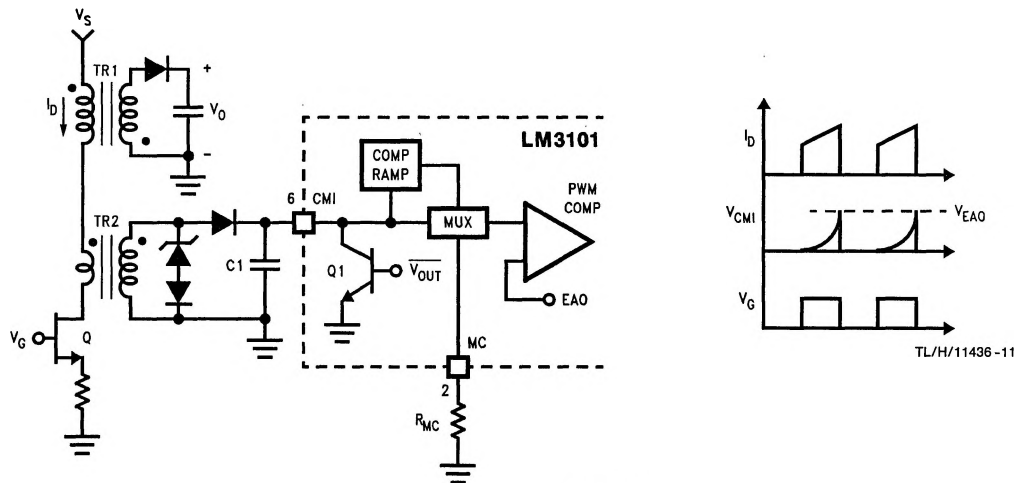 VS
TR1
ID
+
VO
-
LM3101
COMP
RAMP
PWM
COMP
6 CMI
MUX
TR2
C1
Q1
VOUT
EAO
VG
Q
MC
2
RMC
ID
VCMI
VEAO
VG
TL/H/11436-11